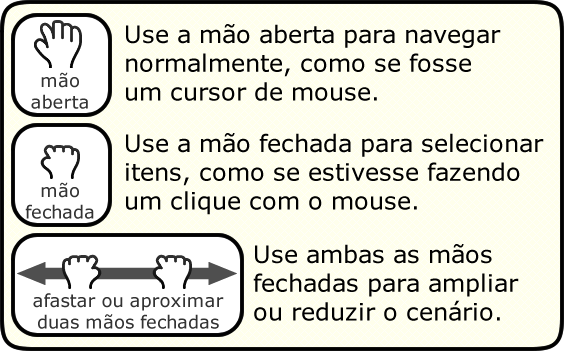 mão
aberta
Use a mão aberta para navegar
normalmente, como se fosse
um cursor de mouse.
mão
fechada
Use a mão fechada para selecionar
itens, como se estivesse fazendo
um clique com o mouse.
afastar ou aproximar
duas mãos fechadas
Use ambas as mãos
fechadas para ampliar
ou reduzir o cenário.